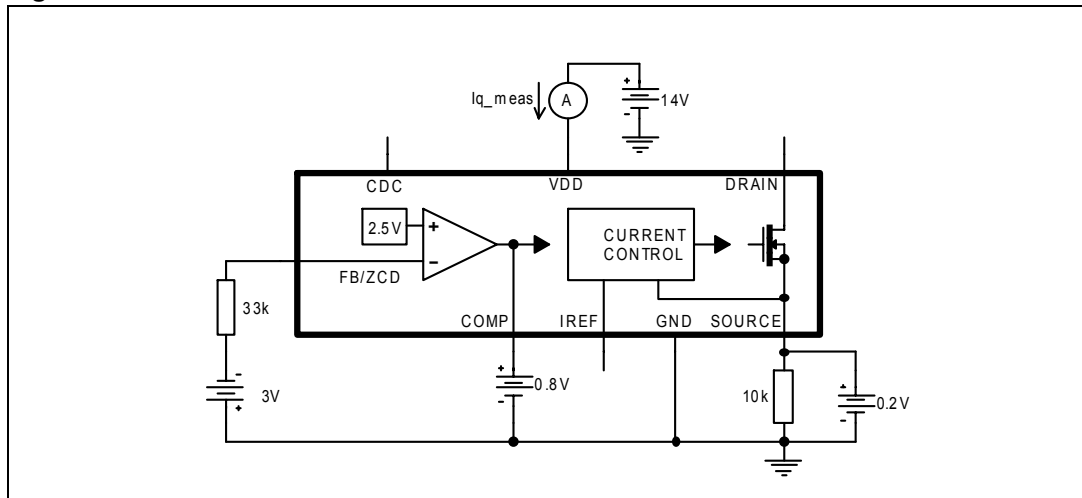 Iq_meas
A
+
-
14V
CDC
VDD
DRAIN
2.5V
+
-
CURRENT
CONTROL
FB/ZCD
33k
COMP
IREF
GND
SOURCE
-
+
3V
+
-
0.8V
10k
+
-
0.2V